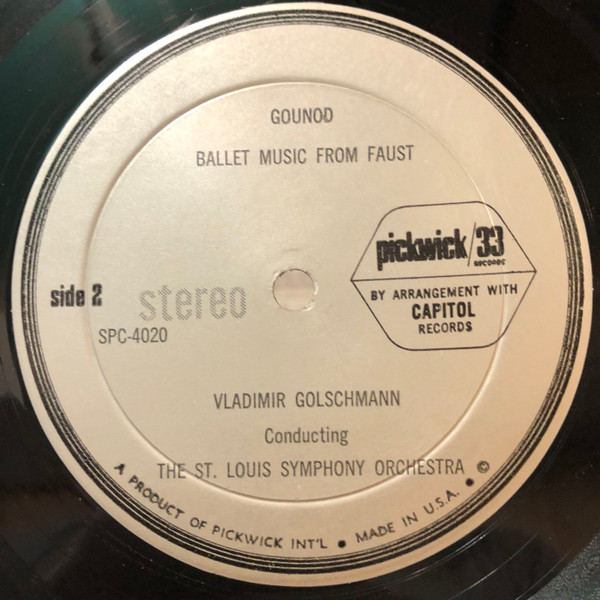 GOUNOD
BALLET MUSIC FROM FAUST
pickwick/33
RECORDS
BY ARRANGEMENT WITH
CAPITOL
RECORDS
side 2
stereo
SPC-4020
VLADIMIR GOLSCHMANN
Conducting
THE ST. LOUIS SYMPHONY ORCHESTRA ©
A PRODUCT OF PICKWICK INT'L ● MADE IN U.S.A. ●